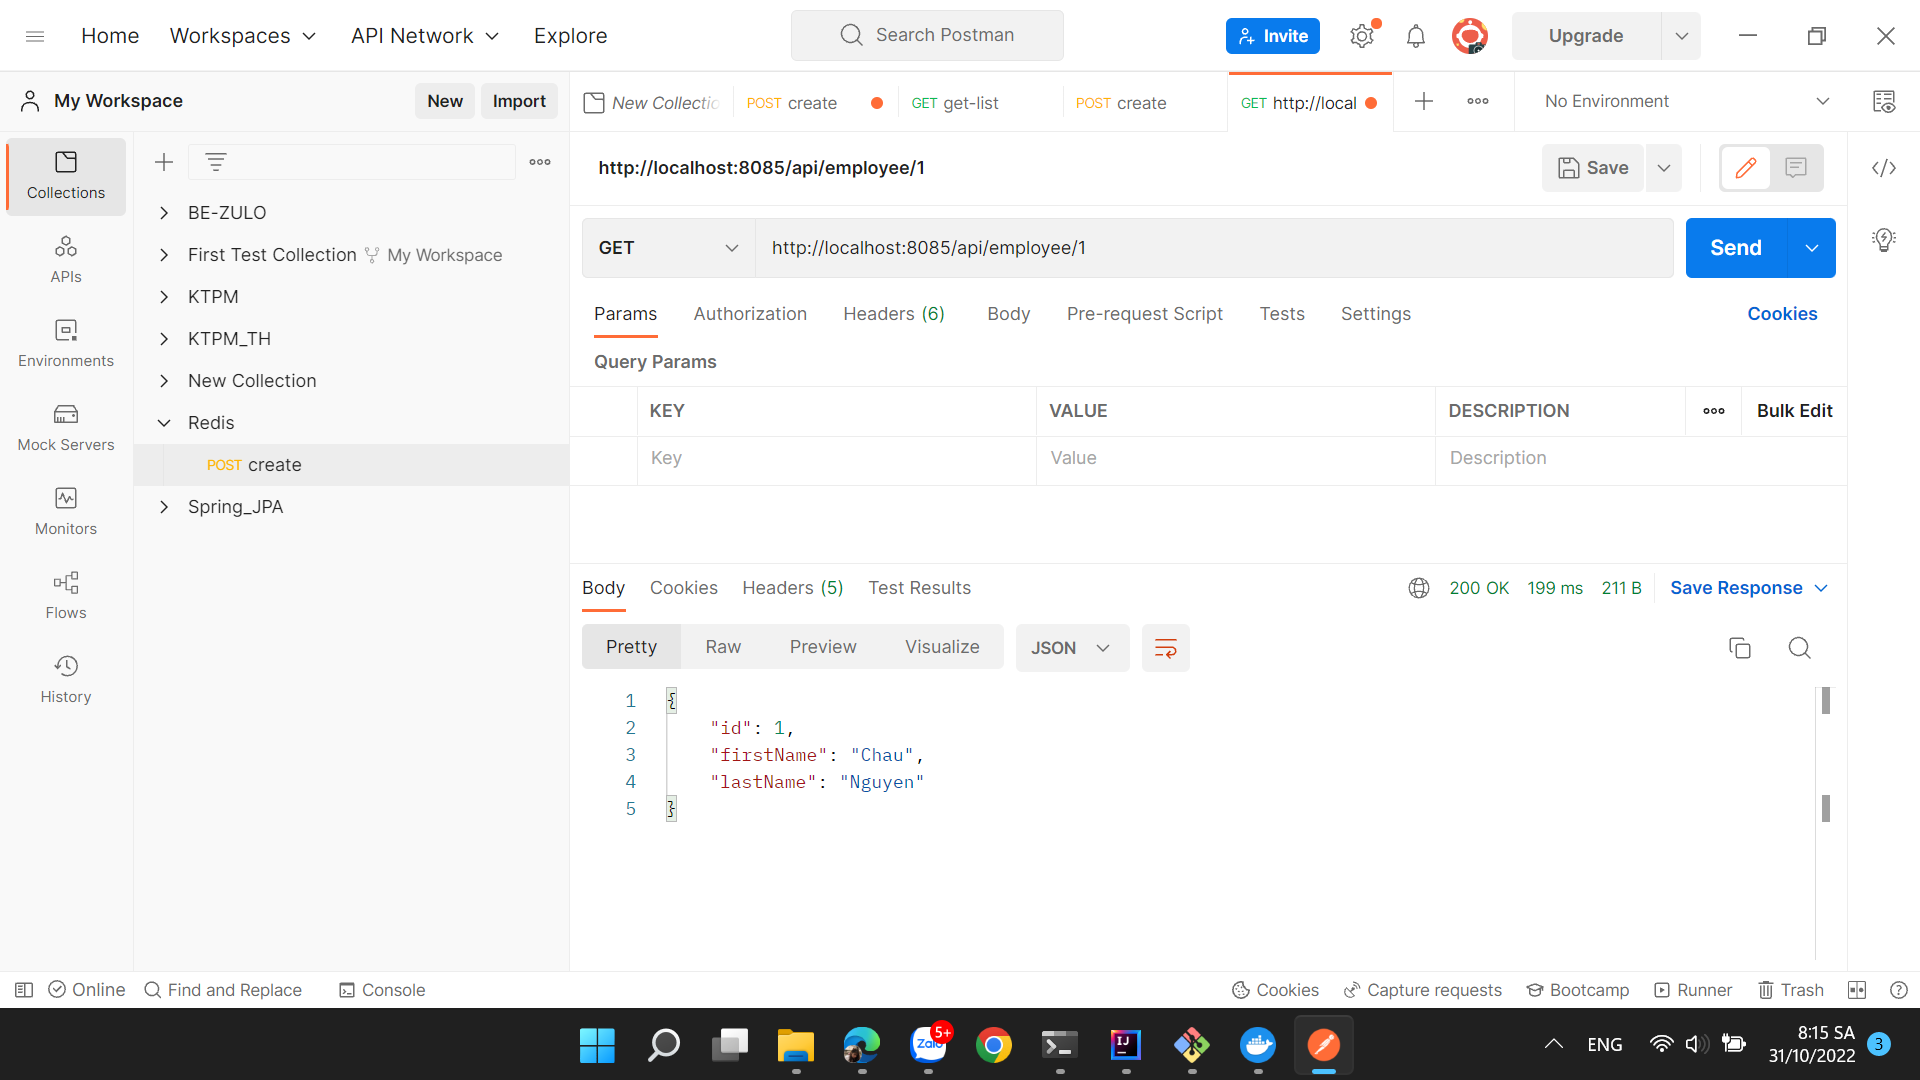 Home Workspaces API Network Explore Search Postman Invite Upgrade
My Workspace New Import
New Collectio POST create GET get-list POST create GET http://local No Environment
Collections
APIs
Environments
Mock Servers
Monitors
Flows
History
BE-ZULO
First Test Collection My Workspace
KTPM
KTPM_TH
New Collection
Redis
POST create
Spring_JPA
http://localhost:8085/api/employee/1 Save
GET http://localhost:8085/api/employee/1 Send
Params Authorization Headers (6) Body Pre-request Script Tests Settings Cookies
Query Params
KEY VALUE DESCRIPTION Bulk Edit
Key Value Description
Body Cookies Headers (5) Test Results 200 OK 199 ms 211 B Save Response
Pretty Raw Preview Visualize JSON
1 {
2 "id": 1,
3 "firstName": "Chau",
4 "lastName": "Nguyen"
5 }
Online Find and Replace Console Cookies Capture requests Bootcamp Runner Trash
Zalo 5+ IJ ENG 8:15 SA
31/10/2022 3